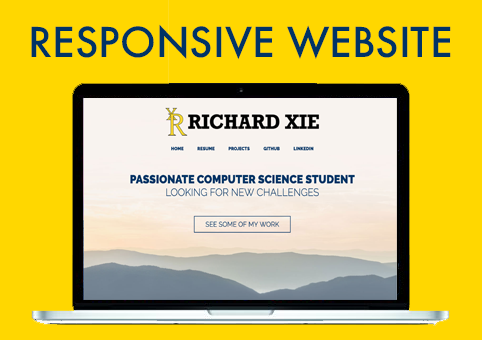 RESPONSIVE WEBSITE
RICHARD XIE
HOME RESUME PROJECTS GITHUB LINKEDIN
PASSIONATE COMPUTER SCIENCE STUDENT
LOOKING FOR NEW CHALLENGES
SEE SOME OF MY WORK